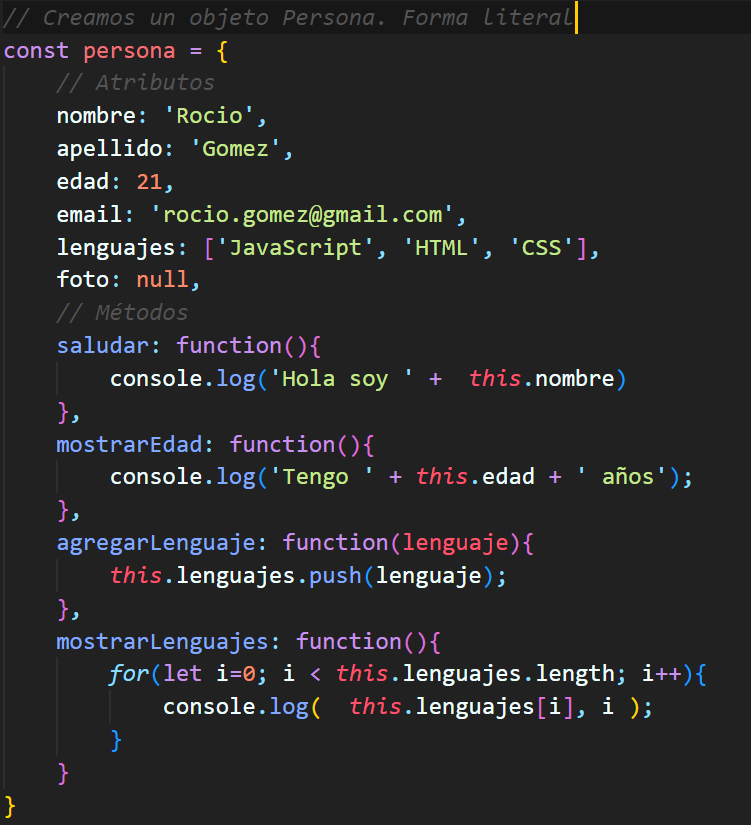 // Creamos un objeto Persona. Forma literal
const persona = {
    // Atributos
    nombre: 'Rocio',
    apellido: 'Gomez',
    edad: 21,
    email: 'rocio.gomez@gmail.com',
    lenguajes: ['JavaScript', 'HTML', 'CSS'],
    foto: null,
    // Métodos
    saludar: function(){
        console.log('Hola soy ' +  this.nombre)
    },
    mostrarEdad: function(){
        console.log('Tengo ' + this.edad + ' años');
    },
    agregarLenguaje: function(lenguaje){
        this.lenguajes.push(lenguaje);
    },
    mostrarLenguajes: function(){
        for(let i=0; i < this.lenguajes.length; i++){
            console.log(  this.lenguajes[i], i );
        }
    }
}